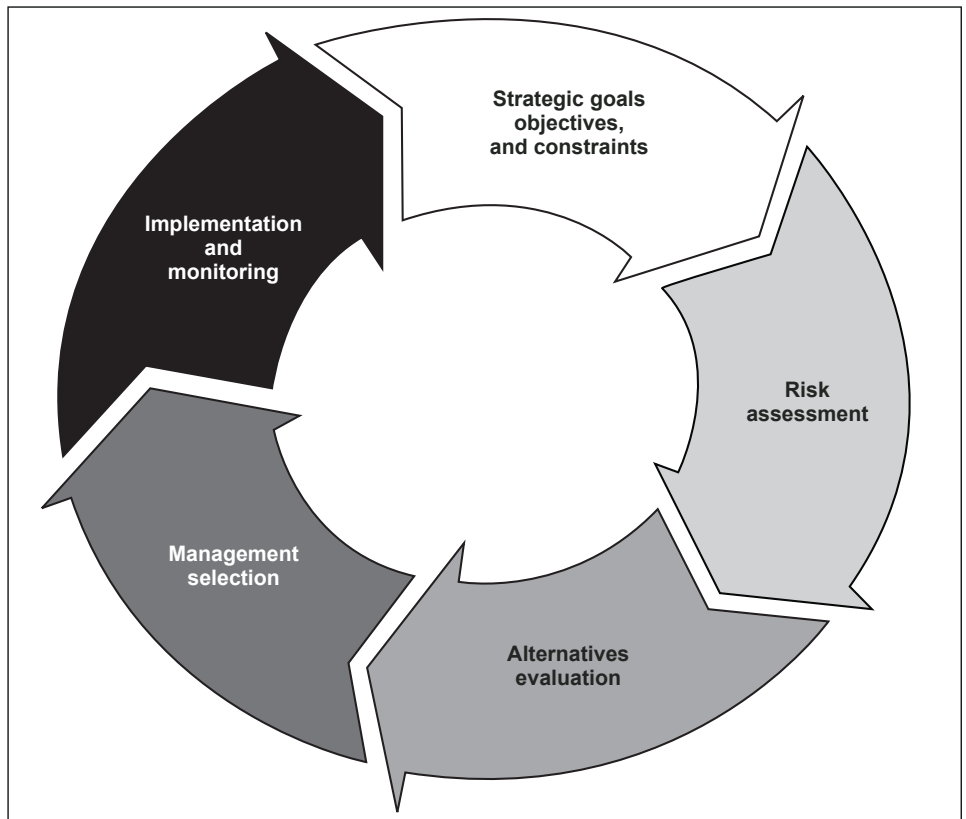 Strategic goals
objectives,
and constraints
Risk
assessment
Alternatives
evaluation
Management
selection
Implementation
and
monitoring